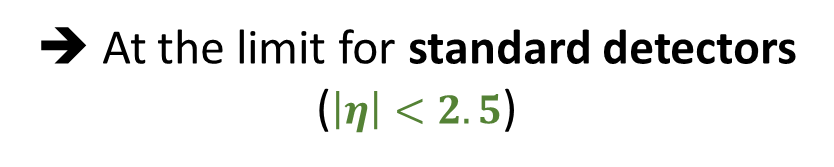 ➔ At the limit for standard detectors
(|η| < 2.5)